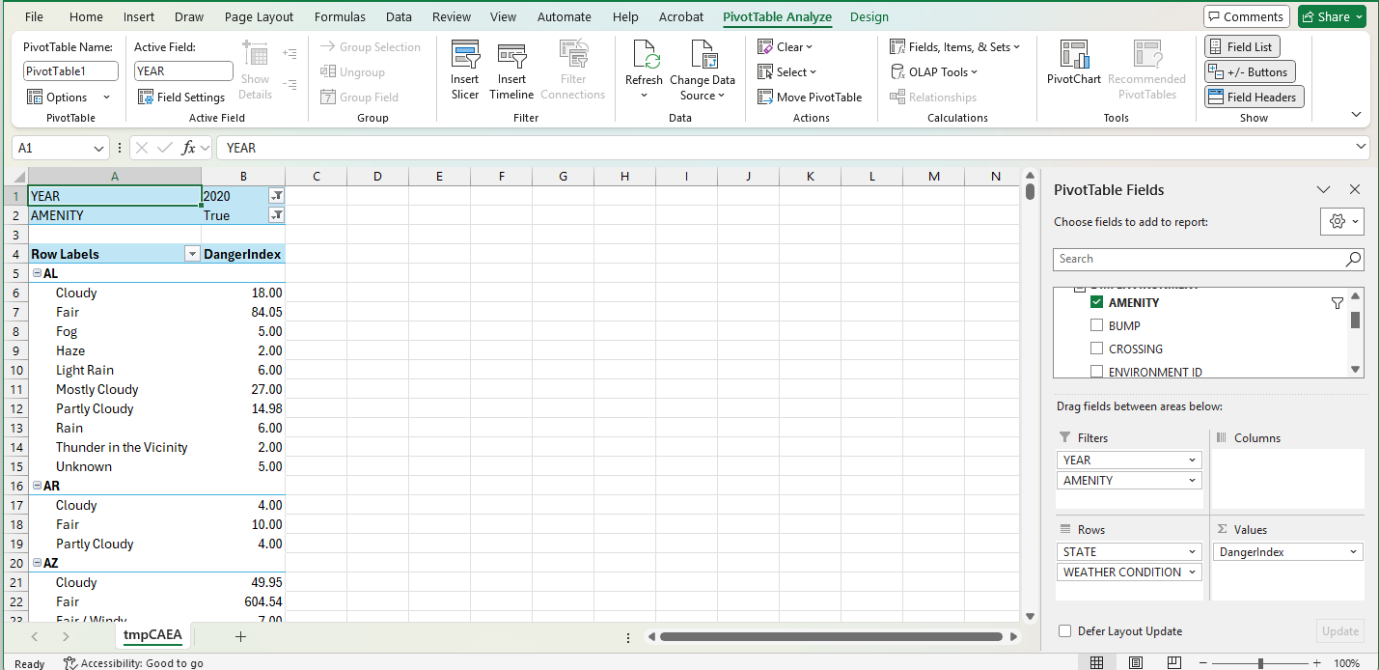 File Home Insert Draw Page Layout Formulas Data Review View Automate Help Acrobat PivotTable Analyze Design Comments Share
PivotTable Name:
PivotTable1
Options
PivotTable
Active Field:
YEAR
Field Settings
Show Details
Active Field
Group Selection
Ungroup
7 Group Field
Group
Insert Slicer
Insert Timeline
Filter Connections
Filter
Refresh
Change Data Source
Data
Clear
Select
Move PivotTable
Actions
Fields, Items, & Sets
OLAP Tools
Relationships
Calculations
PivotChart
Recommended PivotTables
Tools
Field List
+/- Buttons
Field Headers
Show
A1 fx YEAR
A B C D E F G H I J K L M N
1 YEAR 2020
2 AMENITY True
3
4 Row Labels DangerIndex
5 AL
6 Cloudy 18.00
7 Fair 84.05
8 Fog 5.00
9 Haze 2.00
10 Light Rain 6.00
11 Mostly Cloudy 27.00
12 Partly Cloudy 14.98
13 Rain 6.00
14 Thunder in the Vicinity 2.00
15 Unknown 5.00
16 AR
17 Cloudy 4.00
18 Fair 10.00
19 Partly Cloudy 4.00
20 AZ
21 Cloudy 49.95
22 Fair 604.54
23 Fair / Windy 7.00
tmpCAEA
Ready Accessibility: Good to go 100%
PivotTable Fields
Choose fields to add to report:
Search
AMENITY
BUMP
CROSSING
ENVIRONMENT ID
Drag fields between areas below:
Filters
YEAR
AMENITY
Columns
Rows
STATE
WEATHER CONDITION
Σ Values
DangerIndex
Defer Layout Update
Update